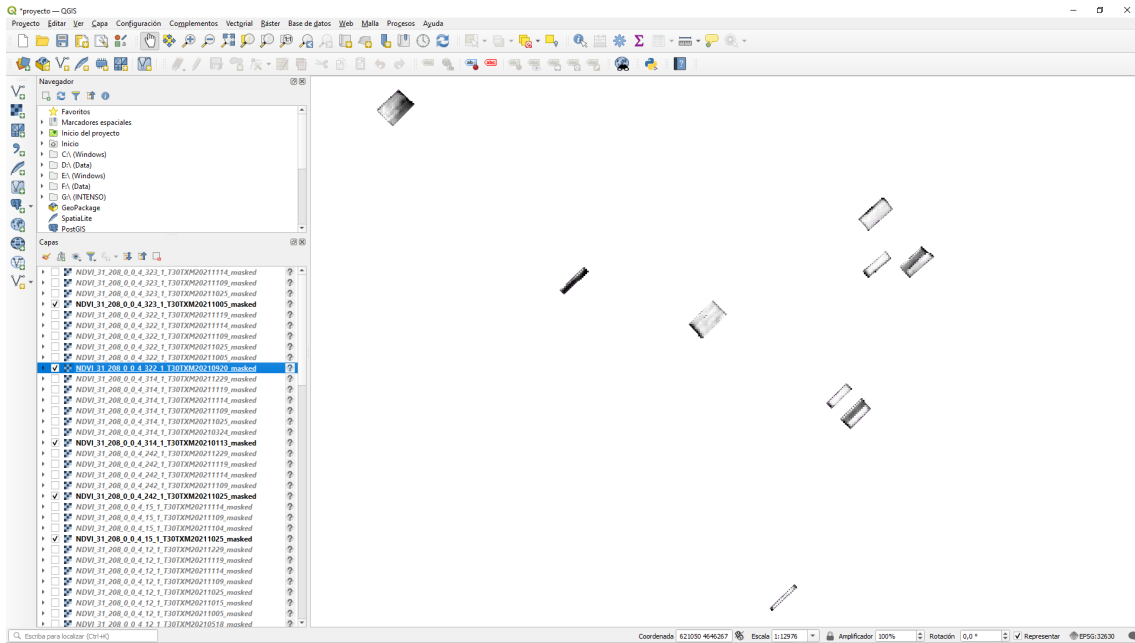 *proyecto — QGIS
Proyecto Editar Ver Capa Configuración Complementos Vectorial Ráster Base de datos Web Malla Procesos Ayuda
Navegador
Favoritos
Marcadores espaciales
Inicio del proyecto
Inicio
C:\ (Windows)
D:\ (Data)
E:\ (Windows)
F:\ (Data)
G:\ (INTENSO)
GeoPackage
SpatiaLite
PostGIS
Capas
NDVI_31_208_0_0_4_323_1_T30TXM20211114_masked
NDVI_31_208_0_0_4_323_1_T30TXM20211109_masked
NDVI_31_208_0_0_4_323_1_T30TXM20211025_masked
NDVI_31_208_0_0_4_323_1_T30TXM20211005_masked
NDVI_31_208_0_0_4_322_1_T30TXM20211119_masked
NDVI_31_208_0_0_4_322_1_T30TXM20211114_masked
NDVI_31_208_0_0_4_322_1_T30TXM20211109_masked
NDVI_31_208_0_0_4_322_1_T30TXM20211025_masked
NDVI_31_208_0_0_4_322_1_T30TXM20211005_masked
NDVI_31_208_0_0_4_322_1_T30TXM20210920_masked
NDVI_31_208_0_0_4_314_1_T30TXM20211229_masked
NDVI_31_208_0_0_4_314_1_T30TXM20211119_masked
NDVI_31_208_0_0_4_314_1_T30TXM20211114_masked
NDVI_31_208_0_0_4_314_1_T30TXM20211109_masked
NDVI_31_208_0_0_4_314_1_T30TXM20211025_masked
NDVI_31_208_0_0_4_314_1_T30TXM20210324_masked
NDVI_31_208_0_0_4_314_1_T30TXM20210113_masked
NDVI_31_208_0_0_4_242_1_T30TXM20211229_masked
NDVI_31_208_0_0_4_242_1_T30TXM20211119_masked
NDVI_31_208_0_0_4_242_1_T30TXM20211114_masked
NDVI_31_208_0_0_4_242_1_T30TXM20211109_masked
NDVI_31_208_0_0_4_242_1_T30TXM20211025_masked
NDVI_31_208_0_0_4_15_1_T30TXM20211114_masked
NDVI_31_208_0_0_4_15_1_T30TXM20211109_masked
NDVI_31_208_0_0_4_15_1_T30TXM20211104_masked
NDVI_31_208_0_0_4_15_1_T30TXM20211025_masked
NDVI_31_208_0_0_4_12_1_T30TXM20211229_masked
NDVI_31_208_0_0_4_12_1_T30TXM20211119_masked
NDVI_31_208_0_0_4_12_1_T30TXM20211114_masked
NDVI_31_208_0_0_4_12_1_T30TXM20211109_masked
NDVI_31_208_0_0_4_12_1_T30TXM20211025_masked
NDVI_31_208_0_0_4_12_1_T30TXM20211015_masked
NDVI_31_208_0_0_4_12_1_T30TXM20211005_masked
NDVI_31_208_0_0_4_12_1_T30TXM20210518_masked
Escriba para localizar (Ctrl+K) Coordenada 621050 4646267 Escala 1:12976 Amplificador 100% Rotación 0,0 ° Representar EPSG:32630